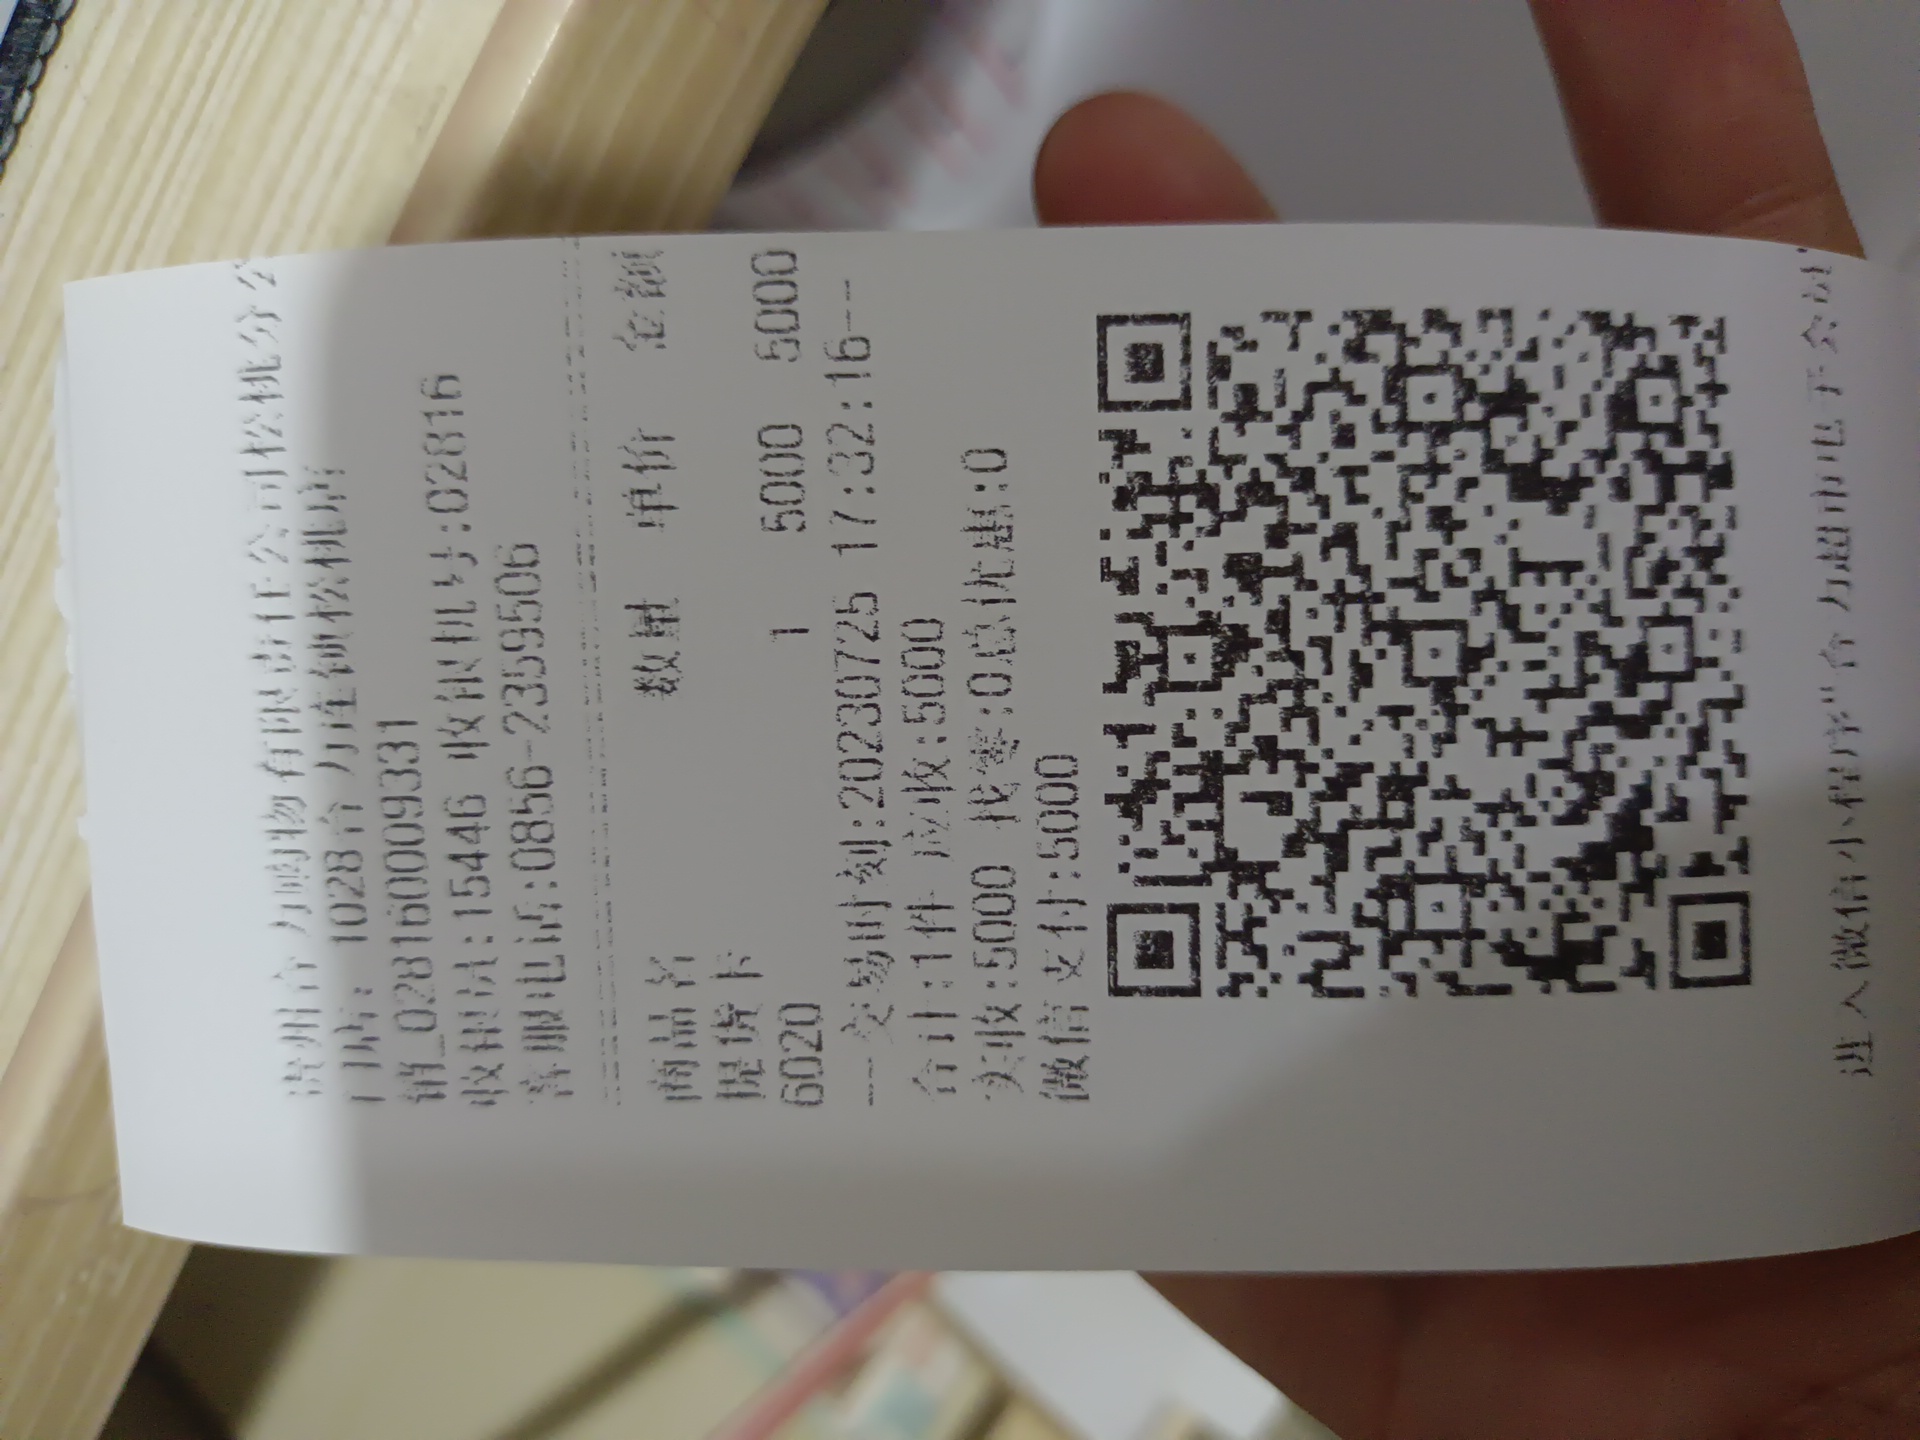 贵州合力购物有限责任公司松桃分公
门店: 1028合力连锁松桃店
销_0281600009331
收银员:15446 收银机号:02816
客服电话:0856-2359506
商品名 数量 单价 金额
提货卡
6020 1 5000 5000
---交易时刻:20230725 17:32:16---
合计:1件 应收:5000
实收:5000 找零:0总优惠:0
微信支付:5000
进入微信小程序"合力超市电子会员